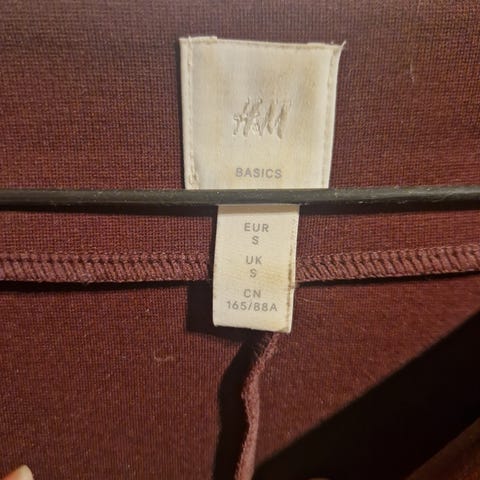 H&M
BASICS
EUR
S
UK
S
CN
165/88A